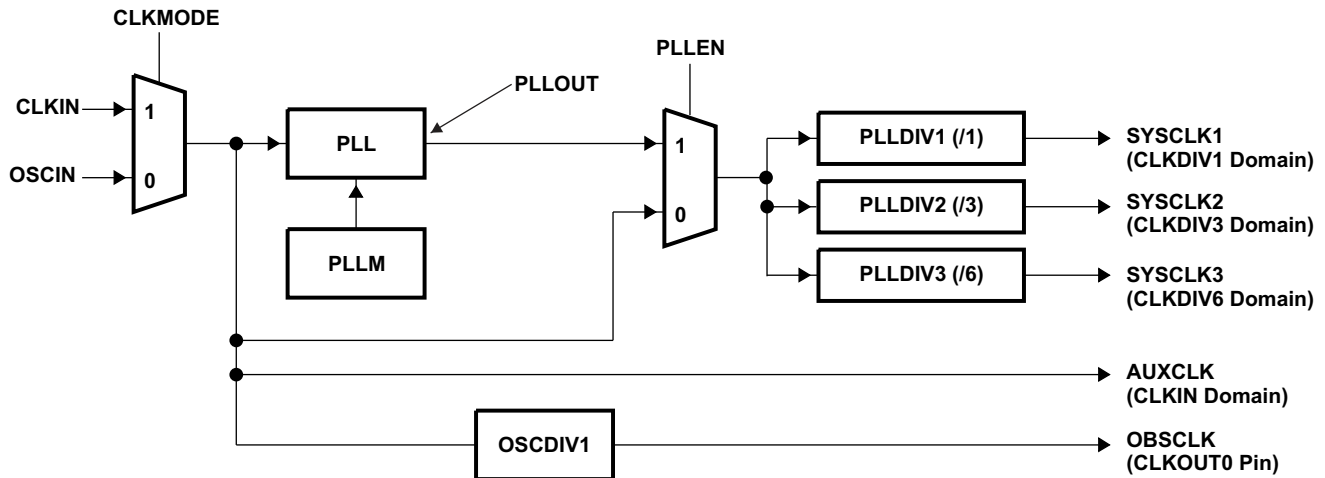 CLKMODE
CLKIN
1
OSCIN
0
PLL
PLLOUT
PLLM
PLLEN
1
0
PLLDIV1 (/1)
SYSCLK1
(CLKDIV1 Domain)
PLLDIV2 (/3)
SYSCLK2
(CLKDIV3 Domain)
PLLDIV3 (/6)
SYSCLK3
(CLKDIV6 Domain)
AUXCLK
(CLKIN Domain)
OSCDIV1
OBSCLK
(CLKOUT0 Pin)